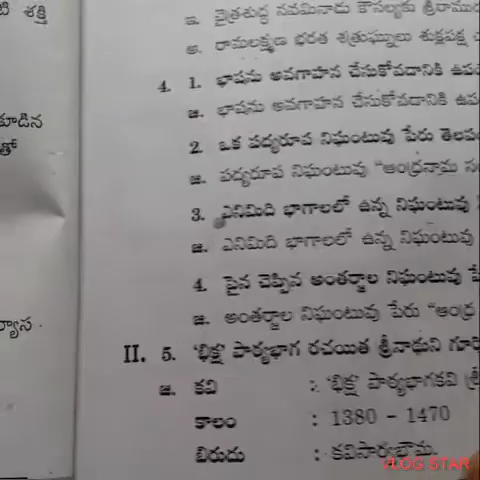 టి శక్తి
కూడిన
తో
న్యాస .
ఇ. చైత్రశుద్ధ నవమినాడు కౌసల్యకు
జ. రామలక్ష్మణ భరత శత్రుఘ్నులు శుక్లపక్ష
4. 1. భాషను అవగాహన చేసుకోవడానికి
జ. భాషను అవగాహన చేసుకోవడానికి
2. ఒక పద్యరూప నిఘంటువు పేరు
జ. పద్యరూప నిఘంటువు "ఆంధ్రనామ
3. ఎనిమిది భాగాలలో ఉన్న నిఘంటువు
జ. ఎనిమిది భాగాలలో ఉన్న నిఘంటువు
4. పైన చెప్పిన అంతర్జాల నిఘంటువు
జ. అంతర్జాల నిఘంటువు పేరు "ఆంధ్ర
II. 5. 'భిక్ష' పాఠ్యభాగ రచయిత శ్రీనాథుని
జ. కవి : 'భిక్ష' పాఠ్యభాగకవి
కాలం : 1380 - 1470
బిరుదు : కవిసార్వభౌమ.
VLOG STAR